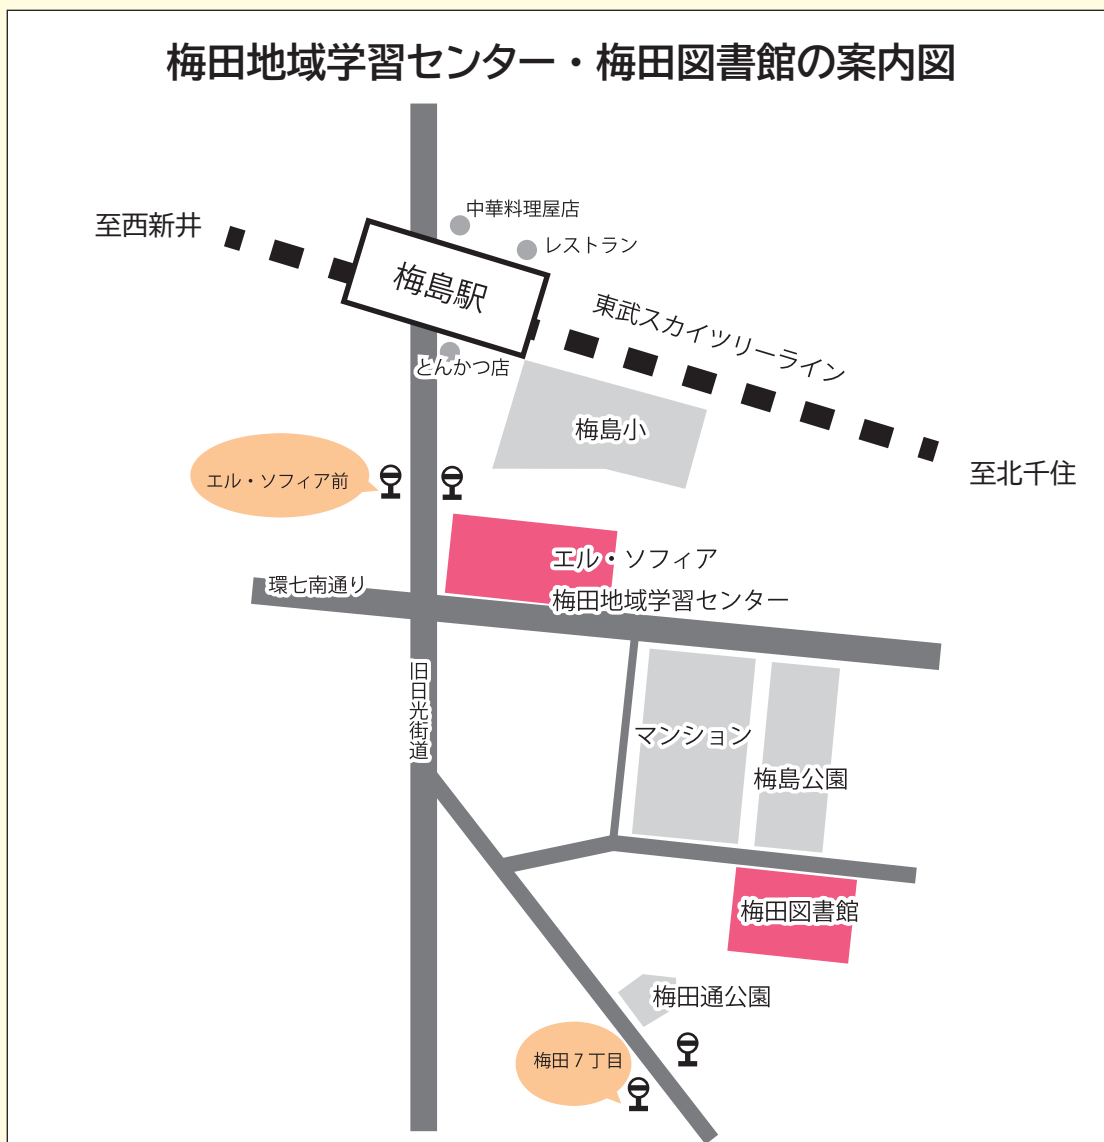 梅田地域学習センター・梅田図書館の案内図
中華料理屋店
至西新井
レストラン
梅島駅
東武スカイツリーライン
とんかつ店
梅島小
至北千住
エル・ソフィア前
エル・ソフィア
環七南通り
梅田地域学習センター
旧日光街道
マンション
梅島公園
梅田図書館
梅田通公園
梅田7丁目